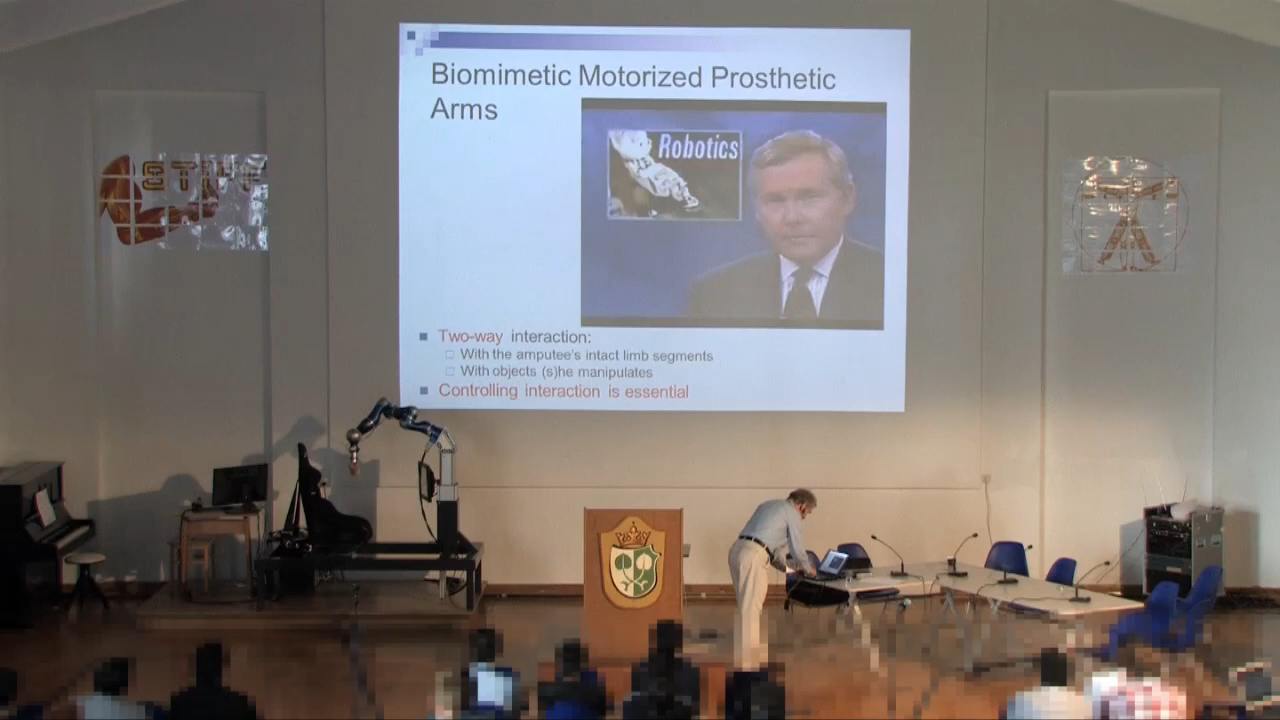 Biomimetic Motorized Prosthetic
Arms
Robotics
STIFF
Two-way interaction:
With the amputee's intact limb segments
With objects (s)he manipulates
Controlling interaction is essential